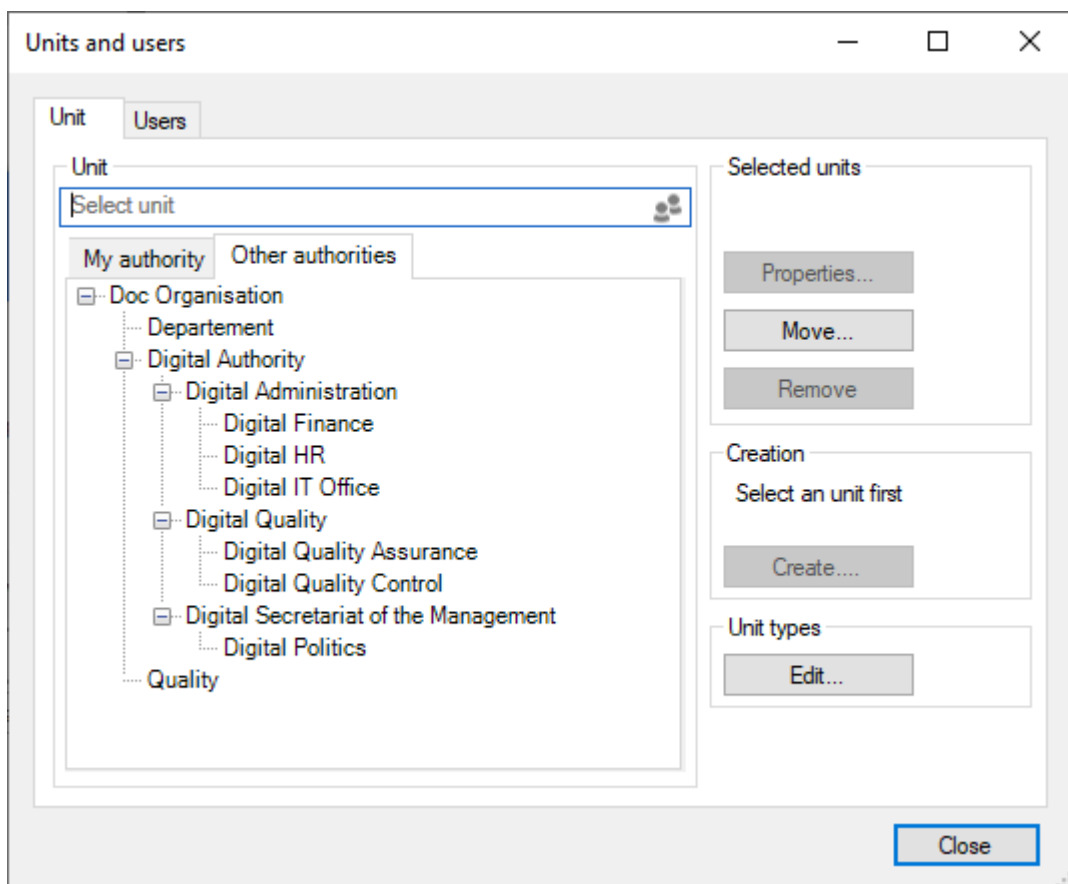 Units and users
Unit
Users
Unit
Select unit
My authority
Other authorities
Doc Organisation
Departement
Digital Authority
Digital Administration
Digital Finance
Digital HR
Digital IT Office
Digital Quality
Digital Quality Assurance
Digital Quality Control
Digital Secretariat of the Management
Digital Politics
Quality
Selected units
Properties...
Move...
Remove
Creation
Select an unit first
Create....
Unit types
Edit...
Close